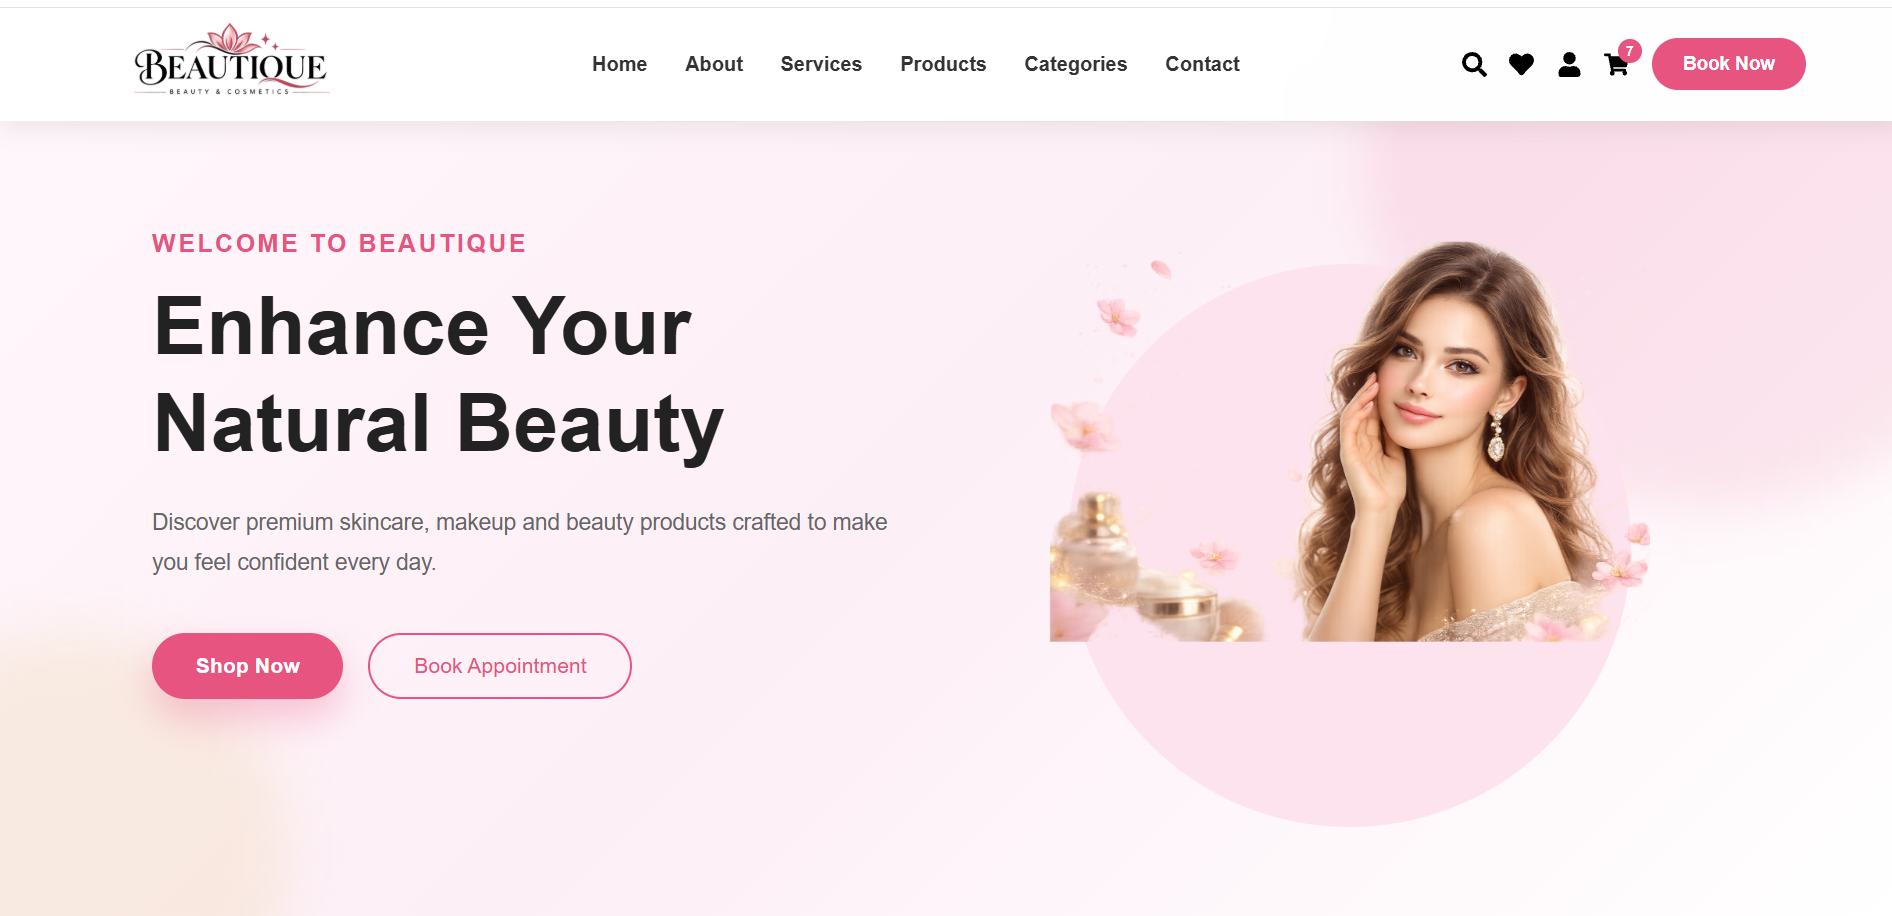 BEAUTIQUE
BEAUTY & COSMETICS
Home About Services Products Categories Contact
7
Book Now
WELCOME TO BEAUTIQUE
Enhance Your
Natural Beauty
Discover premium skincare, makeup and beauty products crafted to make
you feel confident every day.
Shop Now
Book Appointment